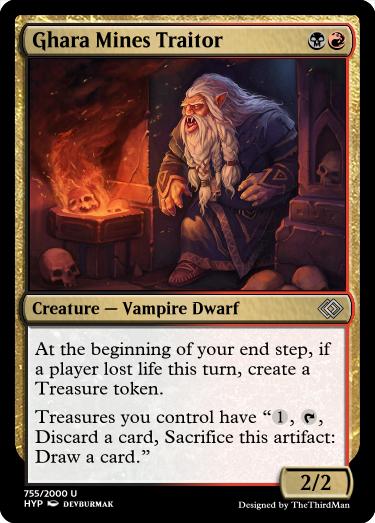 Ghara Mines Traitor
Creature — Vampire Dwarf
At the beginning of your end step, if
a player lost life this turn, create a
Treasure token.
Treasures you control have “1, ,
Discard a card, Sacrifice this artifact:
Draw a card.”
2/2
755/2000 U
HYP DEVBURMAK
Designed by TheThirdMan